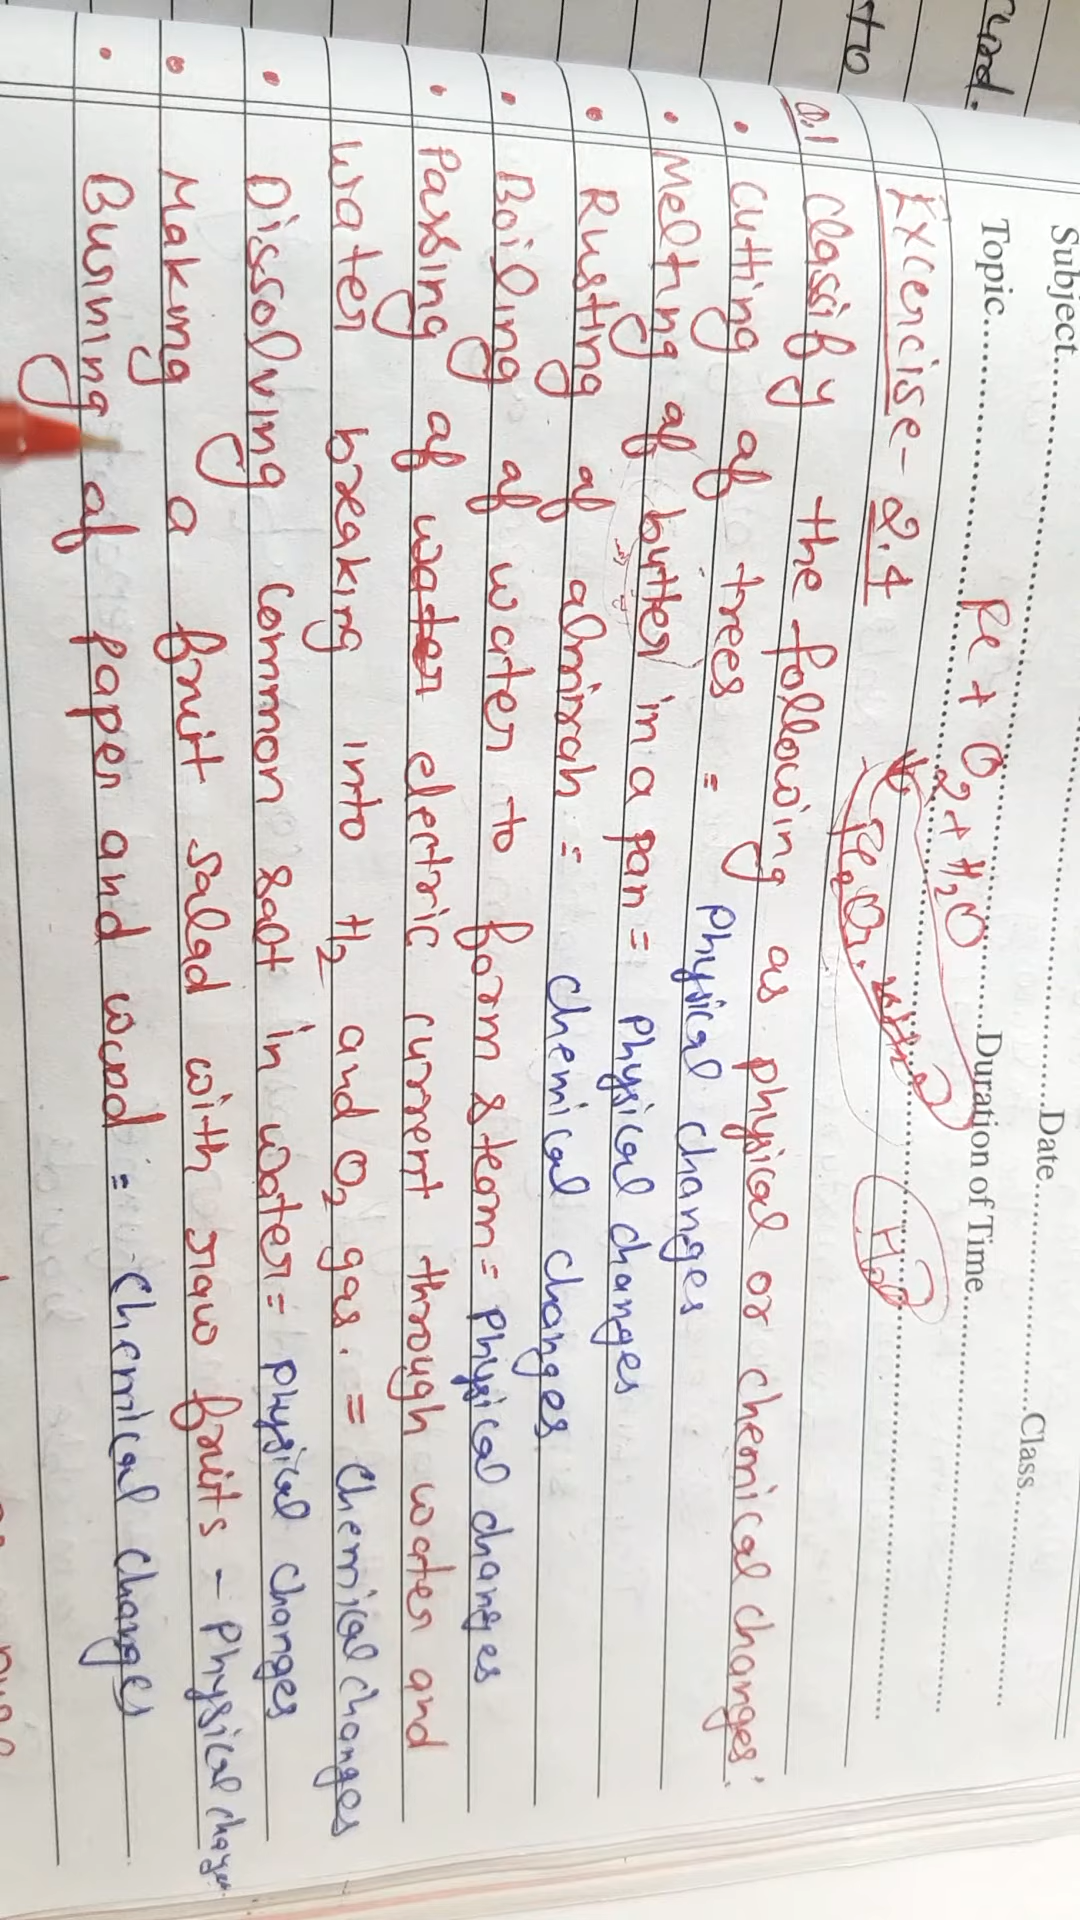 ruad.
to
Subject..........Date..........Class..........
Topic..........Duration of Time..........
Fe + O2 + H2O
H2O
Excercise- 2.1
Q.1 Classify the following as physical or chemical changes.
• Cutting of trees = Physical changes
• Melting of butter in a pan = Physical changes
• Rusting of almirah = Chemical changes
• Boiling of water to form steam = Physical changes
• Passing of water electric current through water and
water breaking into H2 and O2 gas. = Chemical changes
• Dissolving common salt in water = Physical changes
• Making a fruit salad with raw fruits - Physical changes
• Burning of paper and wood = Chemical changes